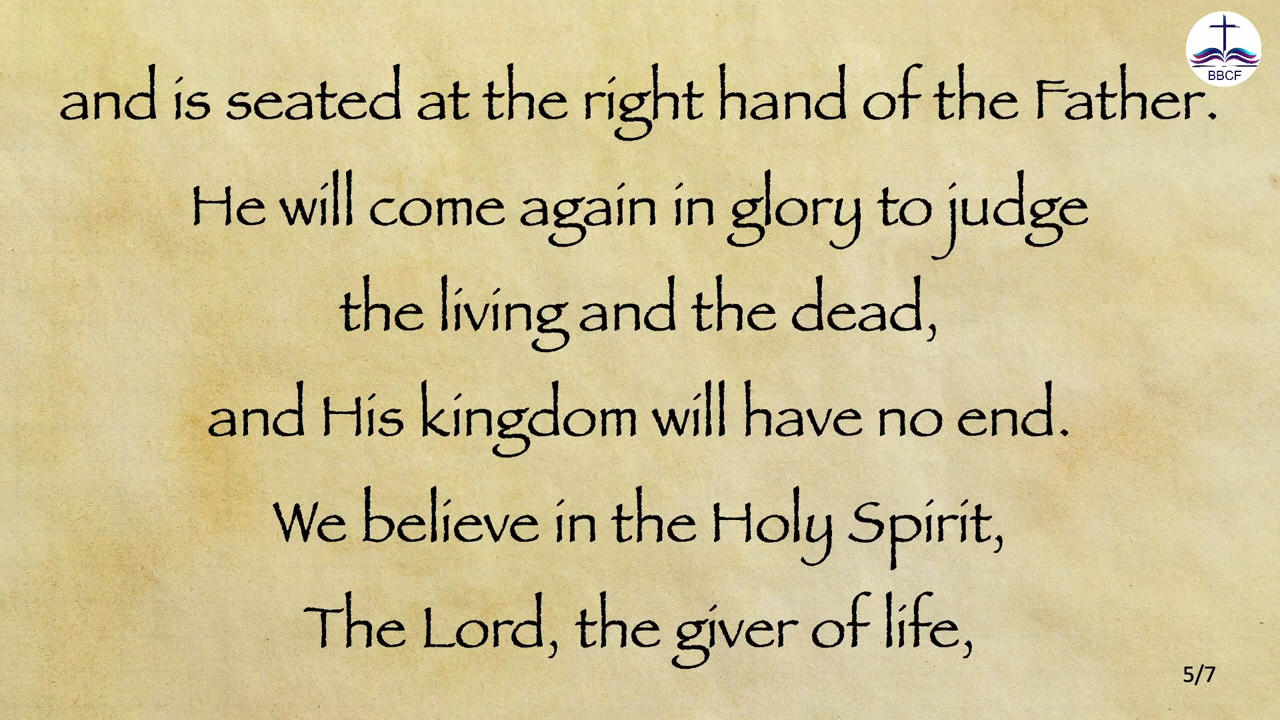 BBCF
and is seated at the right hand of the Father.
He will come again in glory to judge
the living and the dead,
and His kingdom will have no end.
We believe in the Holy Spirit,
The Lord, the giver of life,
5/7